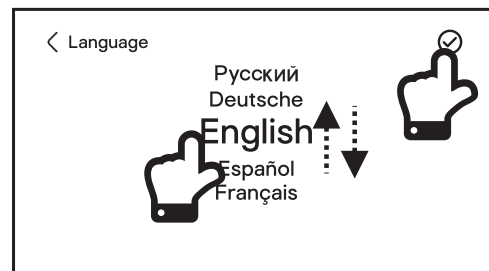 Language
Русский
Deutsche
English
Español
Français